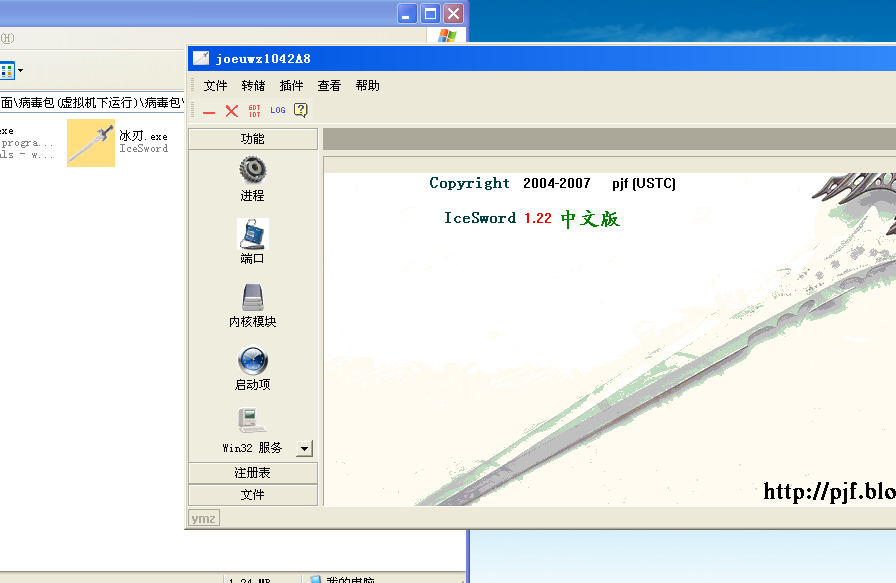 (H)
面\病毒包(虚拟机下运行)\病毒包\
exe
progra...
als - w...
冰刃.exe
IceSword
joeuwz1042A8
文件 转储 插件 查看 帮助
GDT IDT LOG
功能
进程
端口
内核模块
启动项
Win32 服务
注册表
文件
Copyright 2004-2007 pjf (USTC)
IceSword 1.22 中文版
http://pjf.blo
ymz
1.24 MB
我的电脑